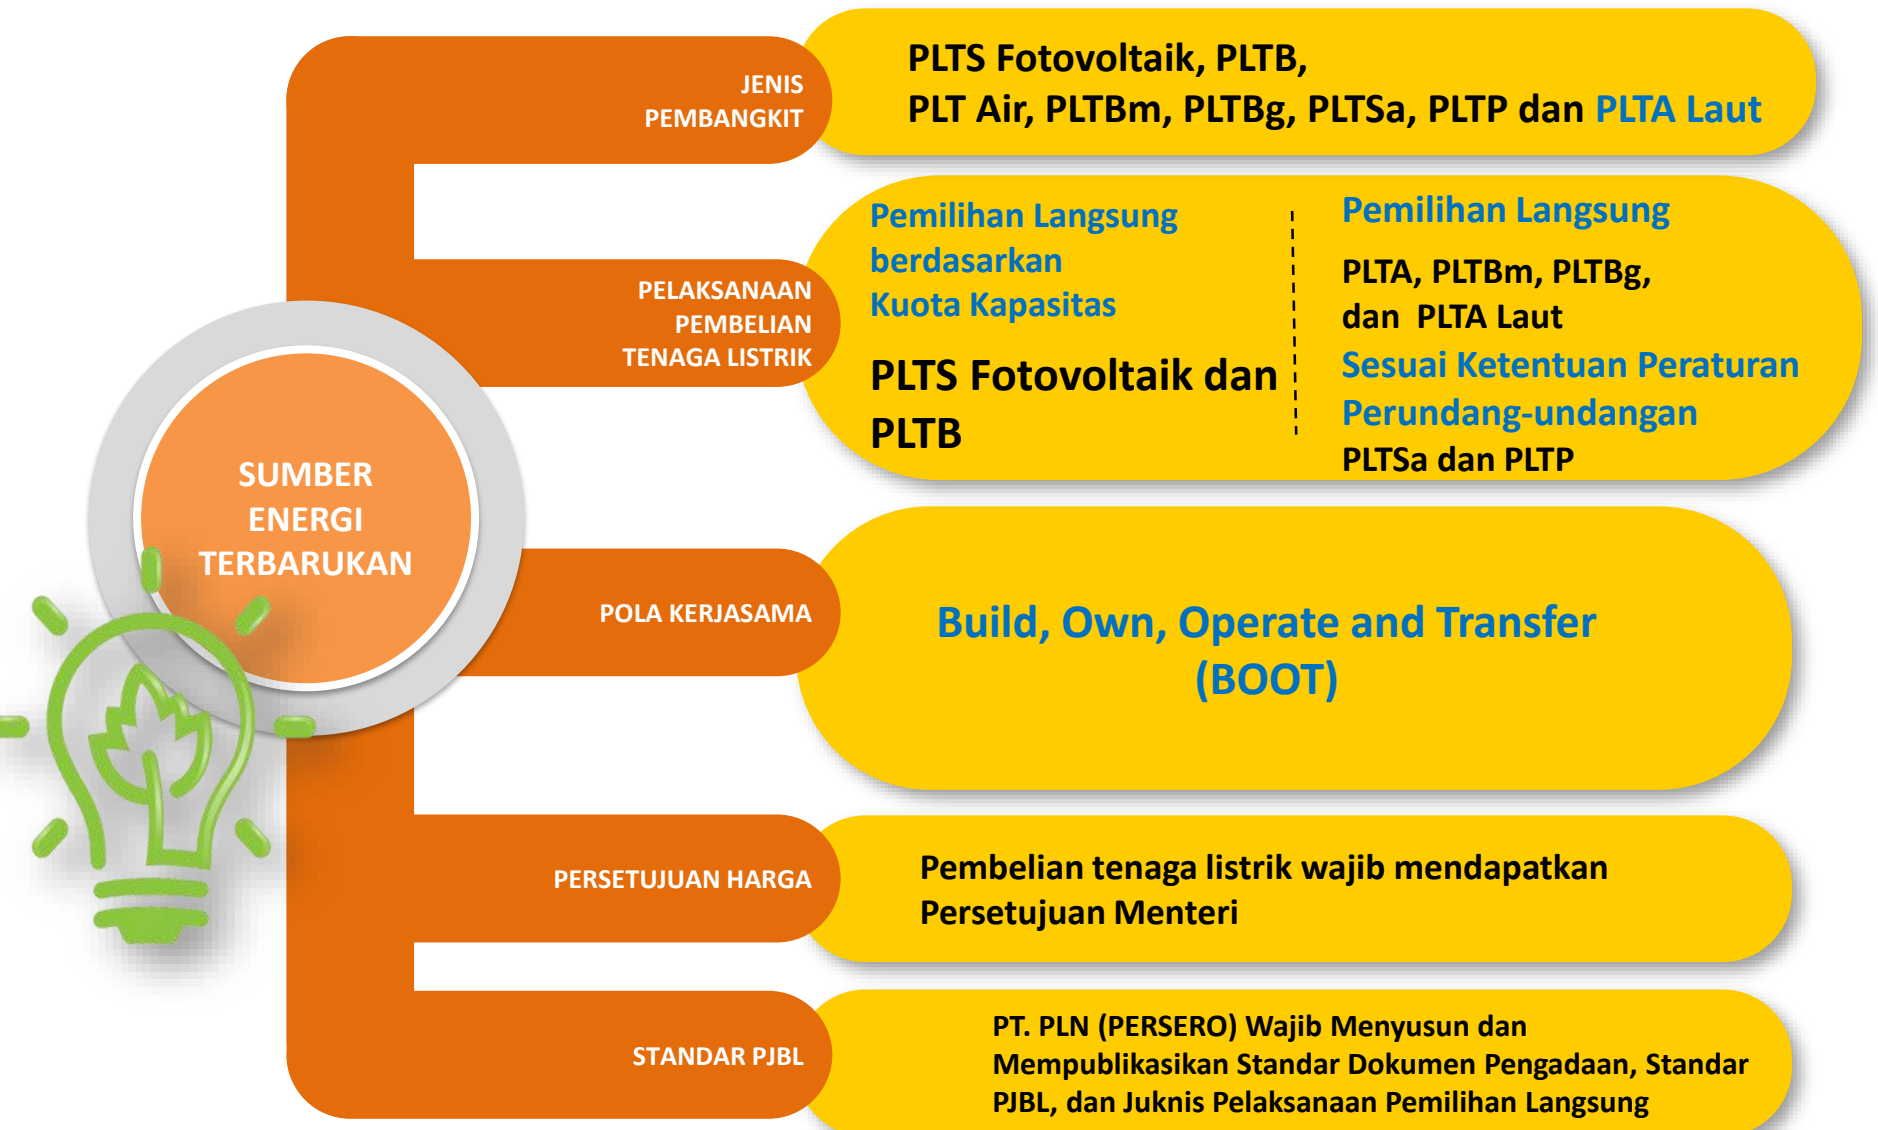 SUMBER
ENERGI
TERBARUKAN
JENIS
PEMBANGKIT
PLTS Fotovoltaik, PLTB,
PLT Air, PLTBm, PLTBg, PLTSa, PLTP dan PLTA Laut
PELAKSANAAN
PEMBELIAN
TENAGA LISTRIK
Pemilihan Langsung
berdasarkan
Kuota Kapasitas
PLTS Fotovoltaik dan
PLTB
Pemilihan Langsung
PLTA, PLTBm, PLTBg,
dan PLTA Laut
Sesuai Ketentuan Peraturan
Perundang-undangan
PLTSa dan PLTP
POLA KERJASAMA
Build, Own, Operate and Transfer
(BOOT)
PERSETUJUAN HARGA
Pembelian tenaga listrik wajib mendapatkan
Persetujuan Menteri
STANDAR PJBL
PT. PLN (PERSERO) Wajib Menyusun dan
Mempublikasikan Standar Dokumen Pengadaan, Standar
PJBL, dan Juknis Pelaksanaan Pemilihan Langsung